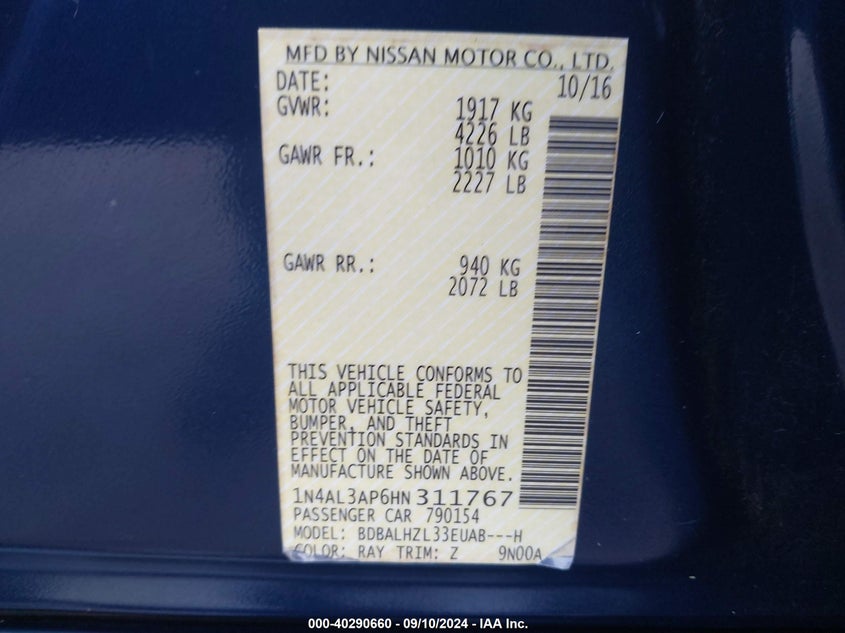 MFD BY NISSAN MOTOR CO., LTD.
DATE: 10/16
GVWR: 1917 KG
4226 LB
GAWR FR.: 1010 KG
2227 LB
GAWR RR.: 940 KG
2072 LB
THIS VEHICLE CONFORMS TO
ALL APPLICABLE FEDERAL
MOTOR VEHICLE SAFETY,
BUMPER, AND THEFT
PREVENTION STANDARDS IN
EFFECT ON THE DATE OF
MANUFACTURE SHOWN ABOVE.
1N4AL3AP6HN311767
PASSENGER CAR 790154
MODEL: BDBALHZL33EUAB---H
COLOR: RAY TRIM: Z 9N00A
000-40290660 - 09/10/2024 - IAA Inc.